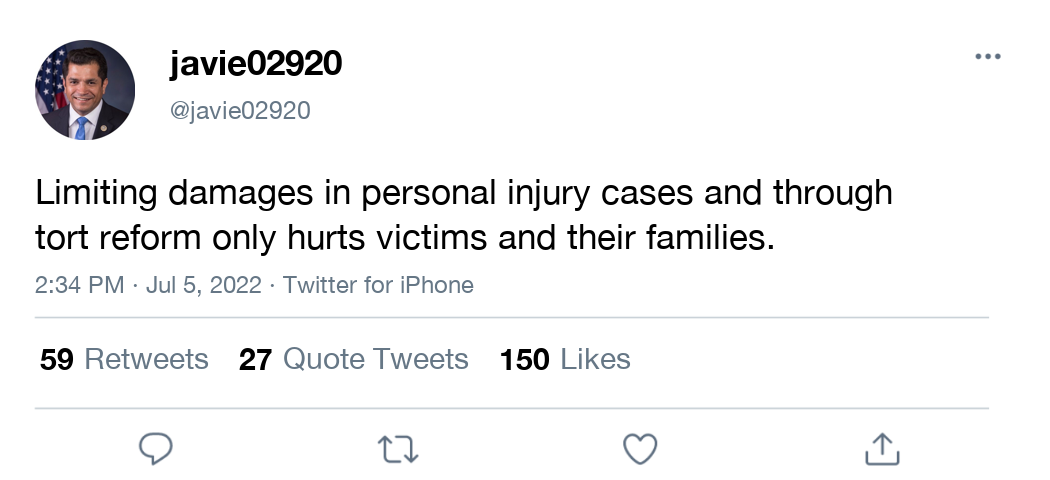 javie02920
@javie02920
Limiting damages in personal injury cases and through
tort reform only hurts victims and their families.
2:34 PM · Jul 5, 2022 · Twitter for iPhone
59 Retweets 27 Quote Tweets 150 Likes